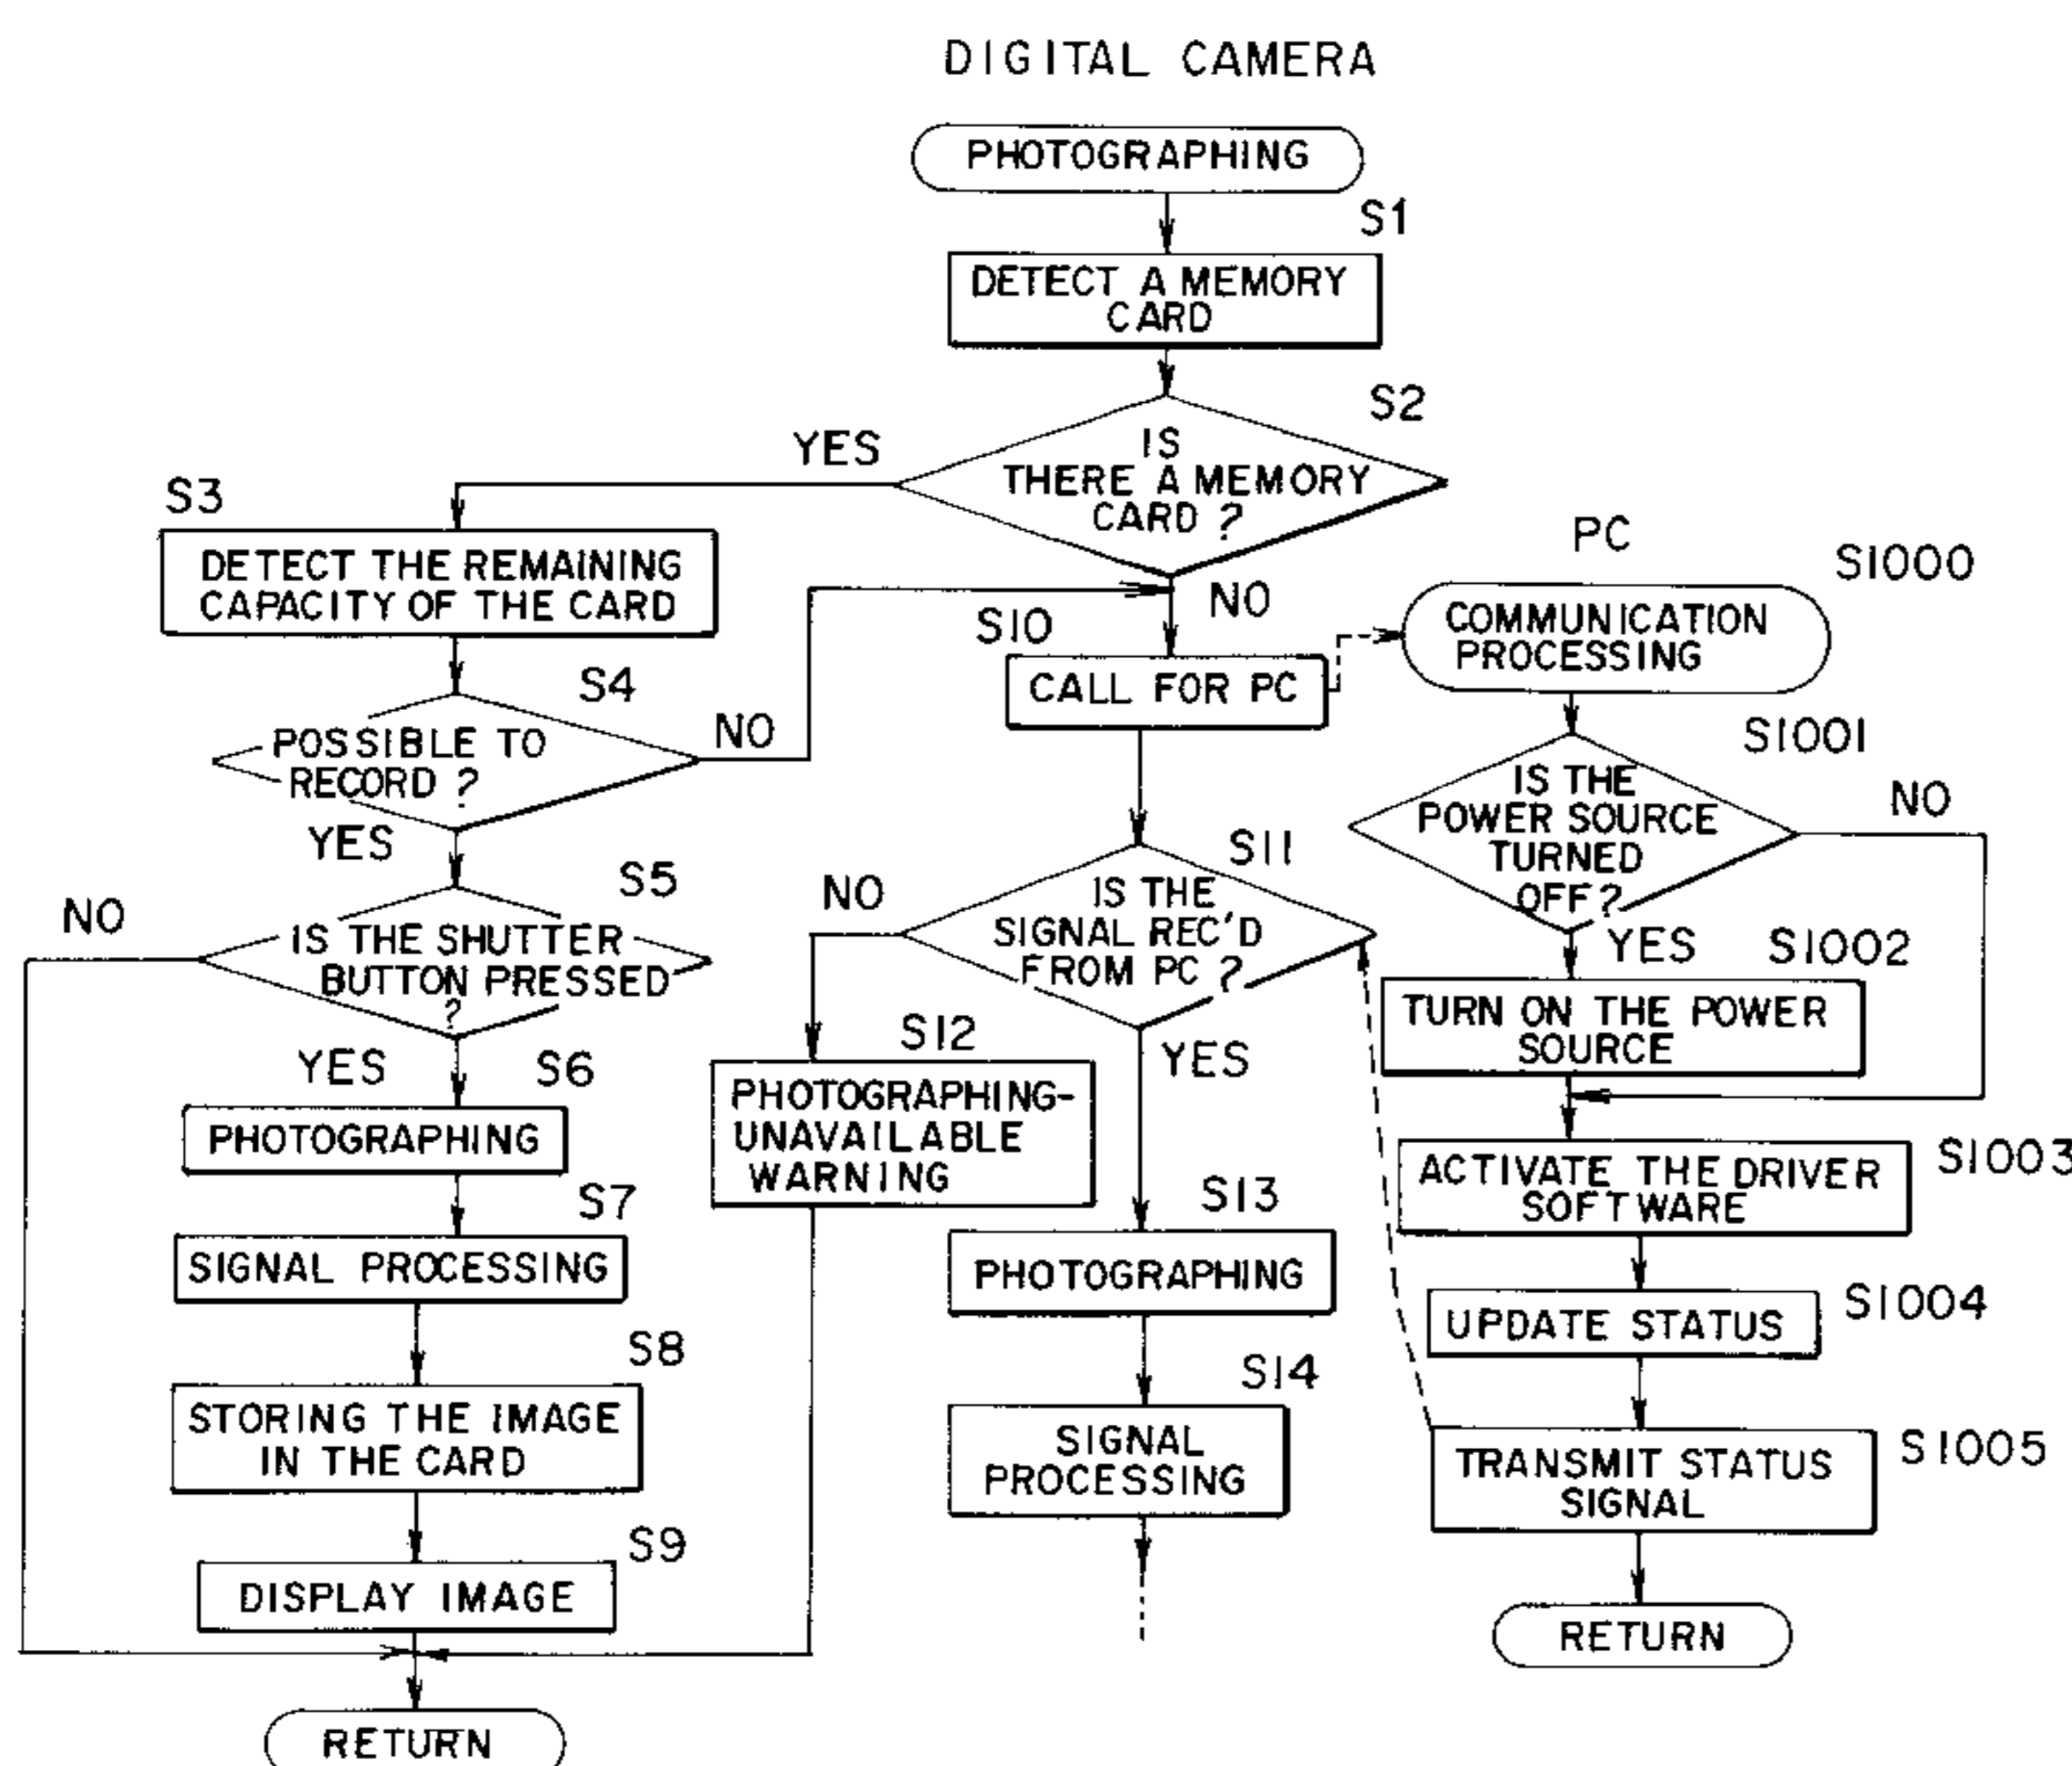 DIGITAL CAMERA
PHOTOGRAPHING
S1
DETECT A MEMORY
CARD
S2
IS
THERE A MEMORY
CARD ?
YES
NO
S3
DETECT THE REMAINING
CAPACITY OF THE CARD
S4
POSSIBLE TO
RECORD ?
NO
YES
S5
IS THE SHUTTER
BUTTON PRESSED
?
NO
YES
S6
PHOTOGRAPHING
S7
SIGNAL PROCESSING
S8
STORING THE IMAGE
IN THE CARD
S9
DISPLAY IMAGE
RETURN
S10
CALL FOR PC
S11
IS THE
SIGNAL REC'D
FROM PC ?
NO
YES
S12
PHOTOGRAPHING-
UNAVAILABLE
WARNING
S13
PHOTOGRAPHING
S14
SIGNAL
PROCESSING
PC
S1000
COMMUNICATION
PROCESSING
S1001
IS THE
POWER SOURCE
TURNED
OFF?
NO
YES
S1002
TURN ON THE POWER
SOURCE
S1003
ACTIVATE THE DRIVER
SOFTWARE
S1004
UPDATE STATUS
S1005
TRANSMIT STATUS
SIGNAL
RETURN